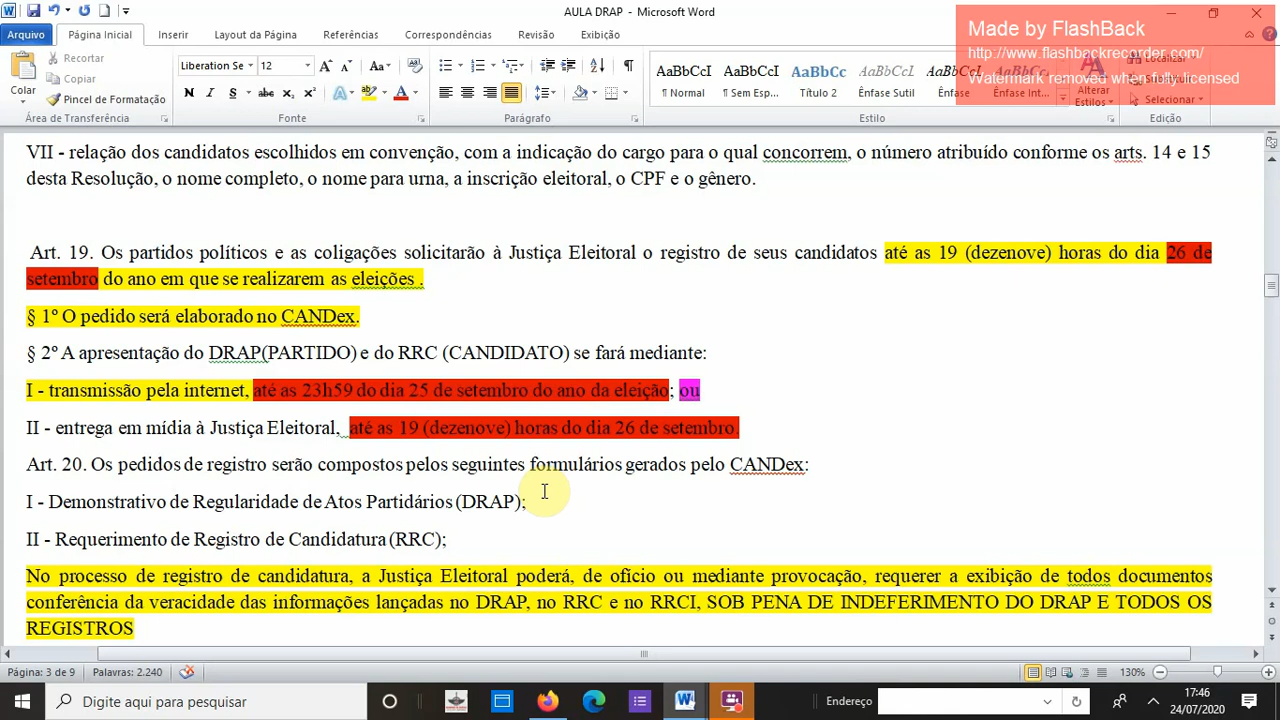 AULA DRAP - Microsoft Word
Made by FlashBack
http://www.flashbackrecorder.com/
Watermark removed when fully licensed
Arquivo Página Inicial Inserir Layout da Página Referências Correspondências Revisão Exibição
Recortar
Copiar
Pincel de Formatação
Colar
Área de Transferência
Liberation Se 12
Fonte
Parágrafo
AaBbCcI AaBbCcI AaBbCc AaBbCcI AaBbCcI AaBbCcI
¶ Normal ¶ Sem Esp... Título 2 Ênfase Sutil Ênfase Ênfase Int...
Estilo
Alterar
Estilos
Localizar
Selecionar
Edição
VII - relação dos candidatos escolhidos em convenção, com a indicação do cargo para o qual concorrem, o número atribuído conforme os arts. 14 e 15
desta Resolução, o nome completo, o nome para urna, a inscrição eleitoral, o CPF e o gênero.
Art. 19. Os partidos políticos e as coligações solicitarão à Justiça Eleitoral o registro de seus candidatos até as 19 (dezenove) horas do dia 26 de
setembro do ano em que se realizarem as eleições .
§ 1º O pedido será elaborado no CANDex.
§ 2º A apresentação do DRAP(PARTIDO) e do RRC (CANDIDATO) se fará mediante:
I - transmissão pela internet, até as 23h59 do dia 25 de setembro do ano da eleição; ou
II - entrega em mídia à Justiça Eleitoral, até as 19 (dezenove) horas do dia 26 de setembro.
Art. 20. Os pedidos de registro serão compostos pelos seguintes formulários gerados pelo CANDex:
I - Demonstrativo de Regularidade de Atos Partidários (DRAP);
II - Requerimento de Registro de Candidatura (RRC);
No processo de registro de candidatura, a Justiça Eleitoral poderá, de ofício ou mediante provocação, requerer a exibição de todos documentos
conferência da veracidade das informações lançadas no DRAP, no RRC e no RRCI, SOB PENA DE INDEFERIMENTO DO DRAP E TODOS OS
REGISTROS
Página: 3 de 9 Palavras: 2.240 130%
Digite aqui para pesquisar
Endereço
17:46
24/07/2020